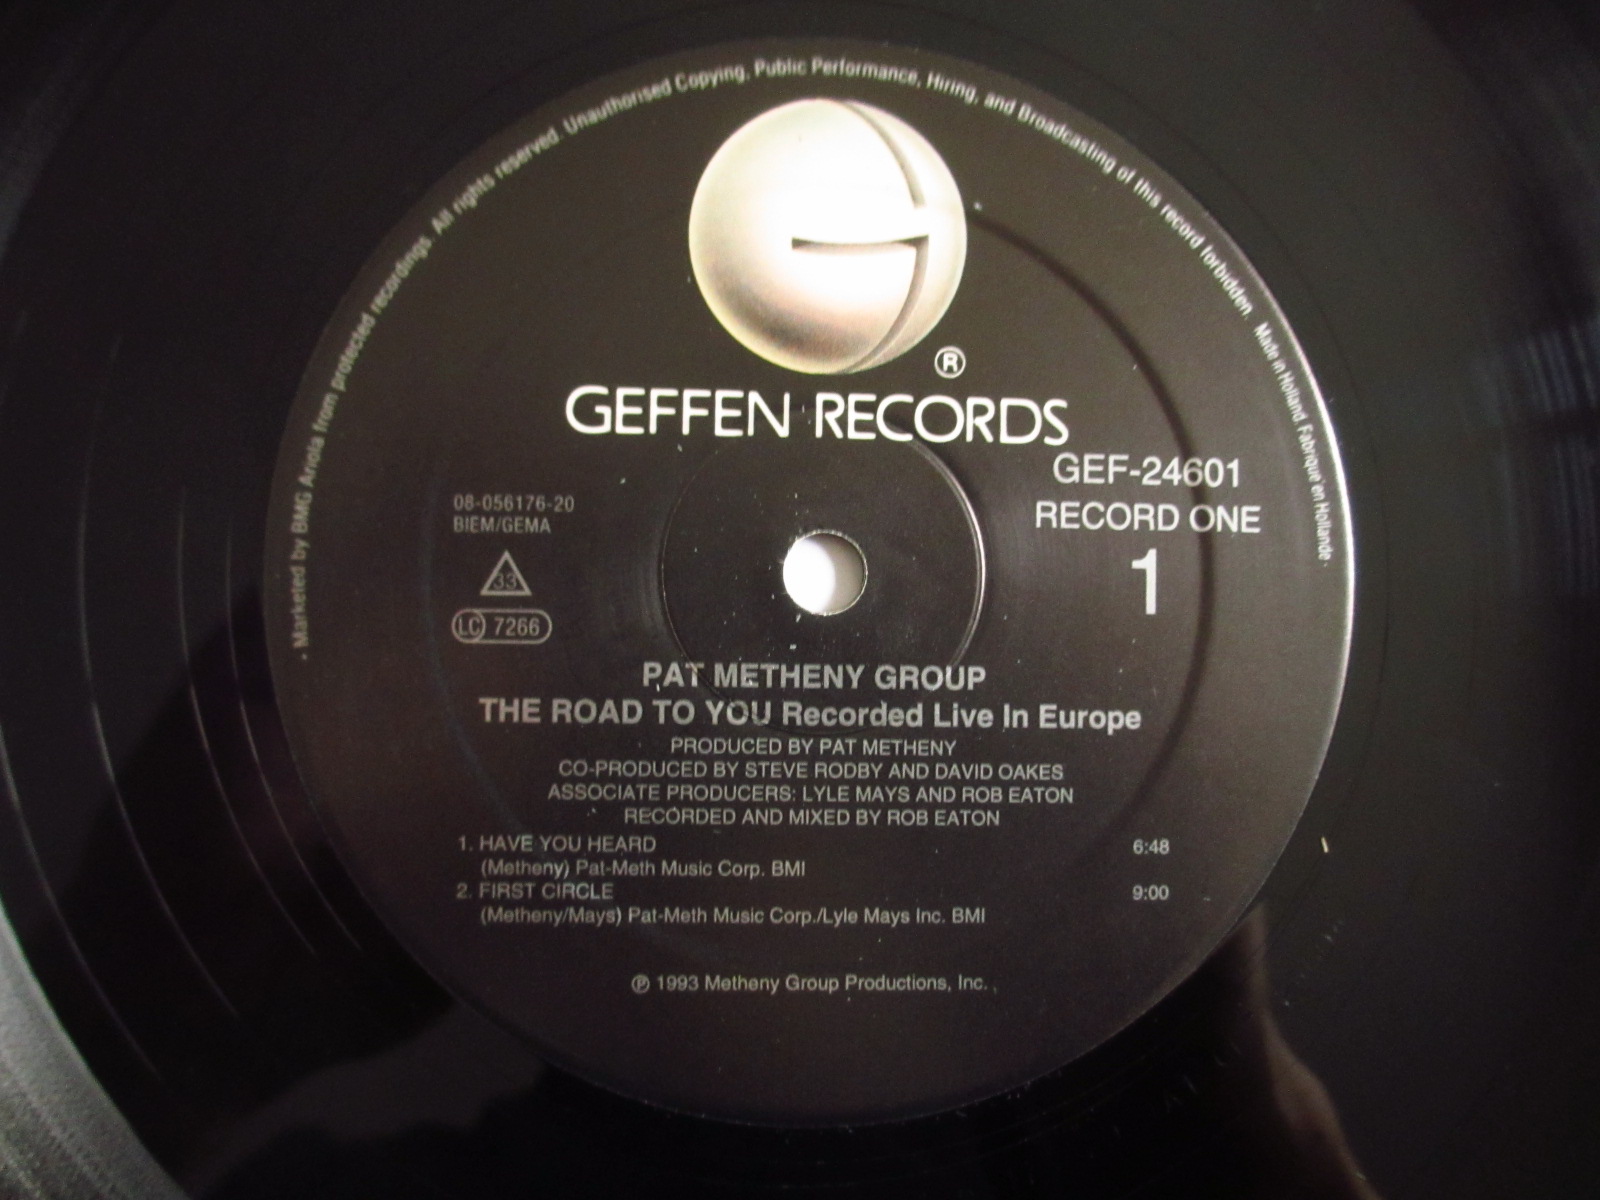 Marketed by BMG Ariola from protected recordings. All rights reserved. Unauthorised Copying, Public Performance, Hiring, and Broadcasting of this record forbidden. Made in Holland. Fabriqué en Hollande.
®
GEFFEN RECORDS
GEF-24601
RECORD ONE
1
08-056176-20
BIEM/GEMA
33
LC 7266
PAT METHENY GROUP
THE ROAD TO YOU Recorded Live In Europe
PRODUCED BY PAT METHENY
CO-PRODUCED BY STEVE RODBY AND DAVID OAKES
ASSOCIATE PRODUCERS: LYLE MAYS AND ROB EATON
RECORDED AND MIXED BY ROB EATON
1. HAVE YOU HEARD 6:48
(Metheny) Pat-Meth Music Corp. BMI
2. FIRST CIRCLE 9:00
(Metheny/Mays) Pat-Meth Music Corp./Lyle Mays Inc. BMI
℗ 1993 Metheny Group Productions, Inc.